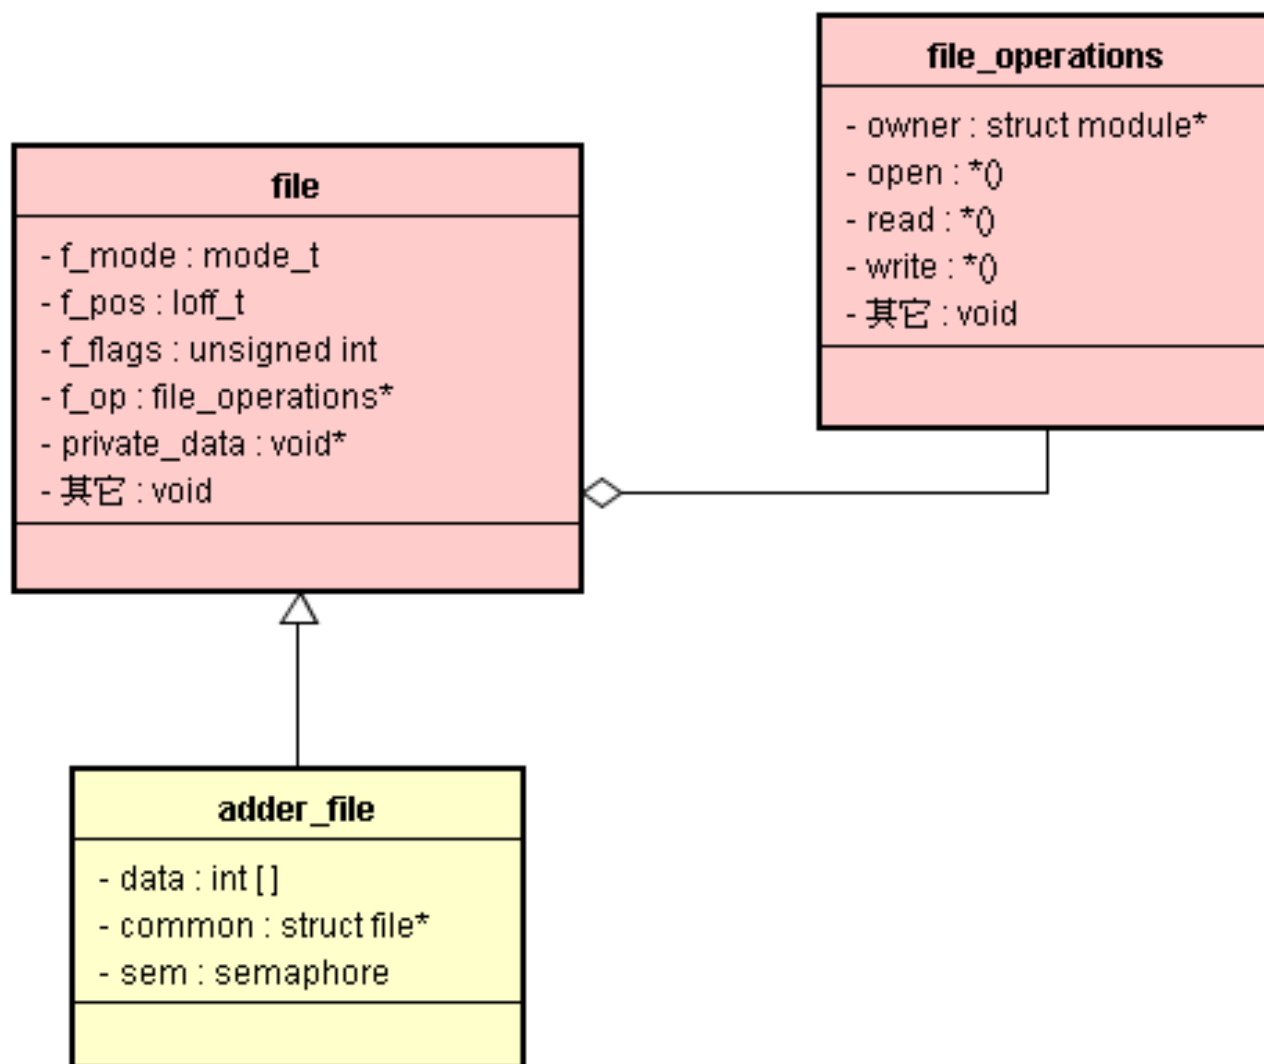 file_operations
- owner : struct module*
- open : *()
- read : *()
- write : *()
- 其它 : void
file
- f_mode : mode_t
- f_pos : loff_t
- f_flags : unsigned int
- f_op : file_operations*
- private_data : void*
- 其它 : void
adder_file
- data : int [ ]
- common : struct file*
- sem : semaphore